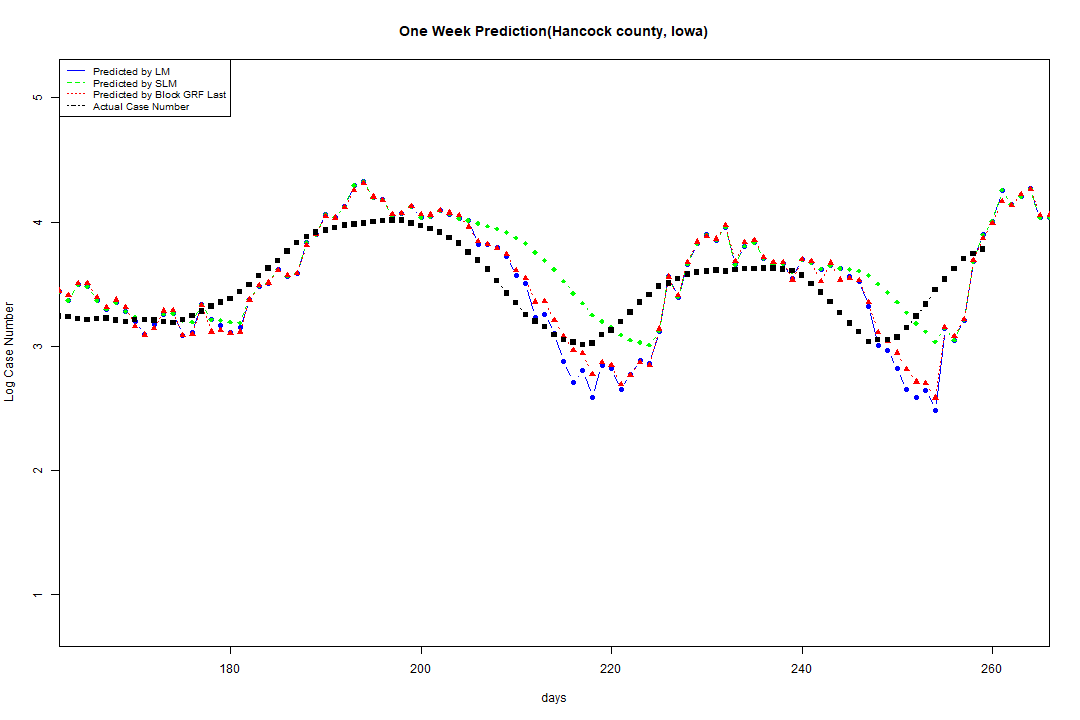 One Week Prediction(Hancock county, Iowa)
Predicted by LM
Predicted by SLM
Predicted by Block GRF Last
Actual Case Number
5
4
3
2
1
Log Case Number
180 200 220 240 260
days